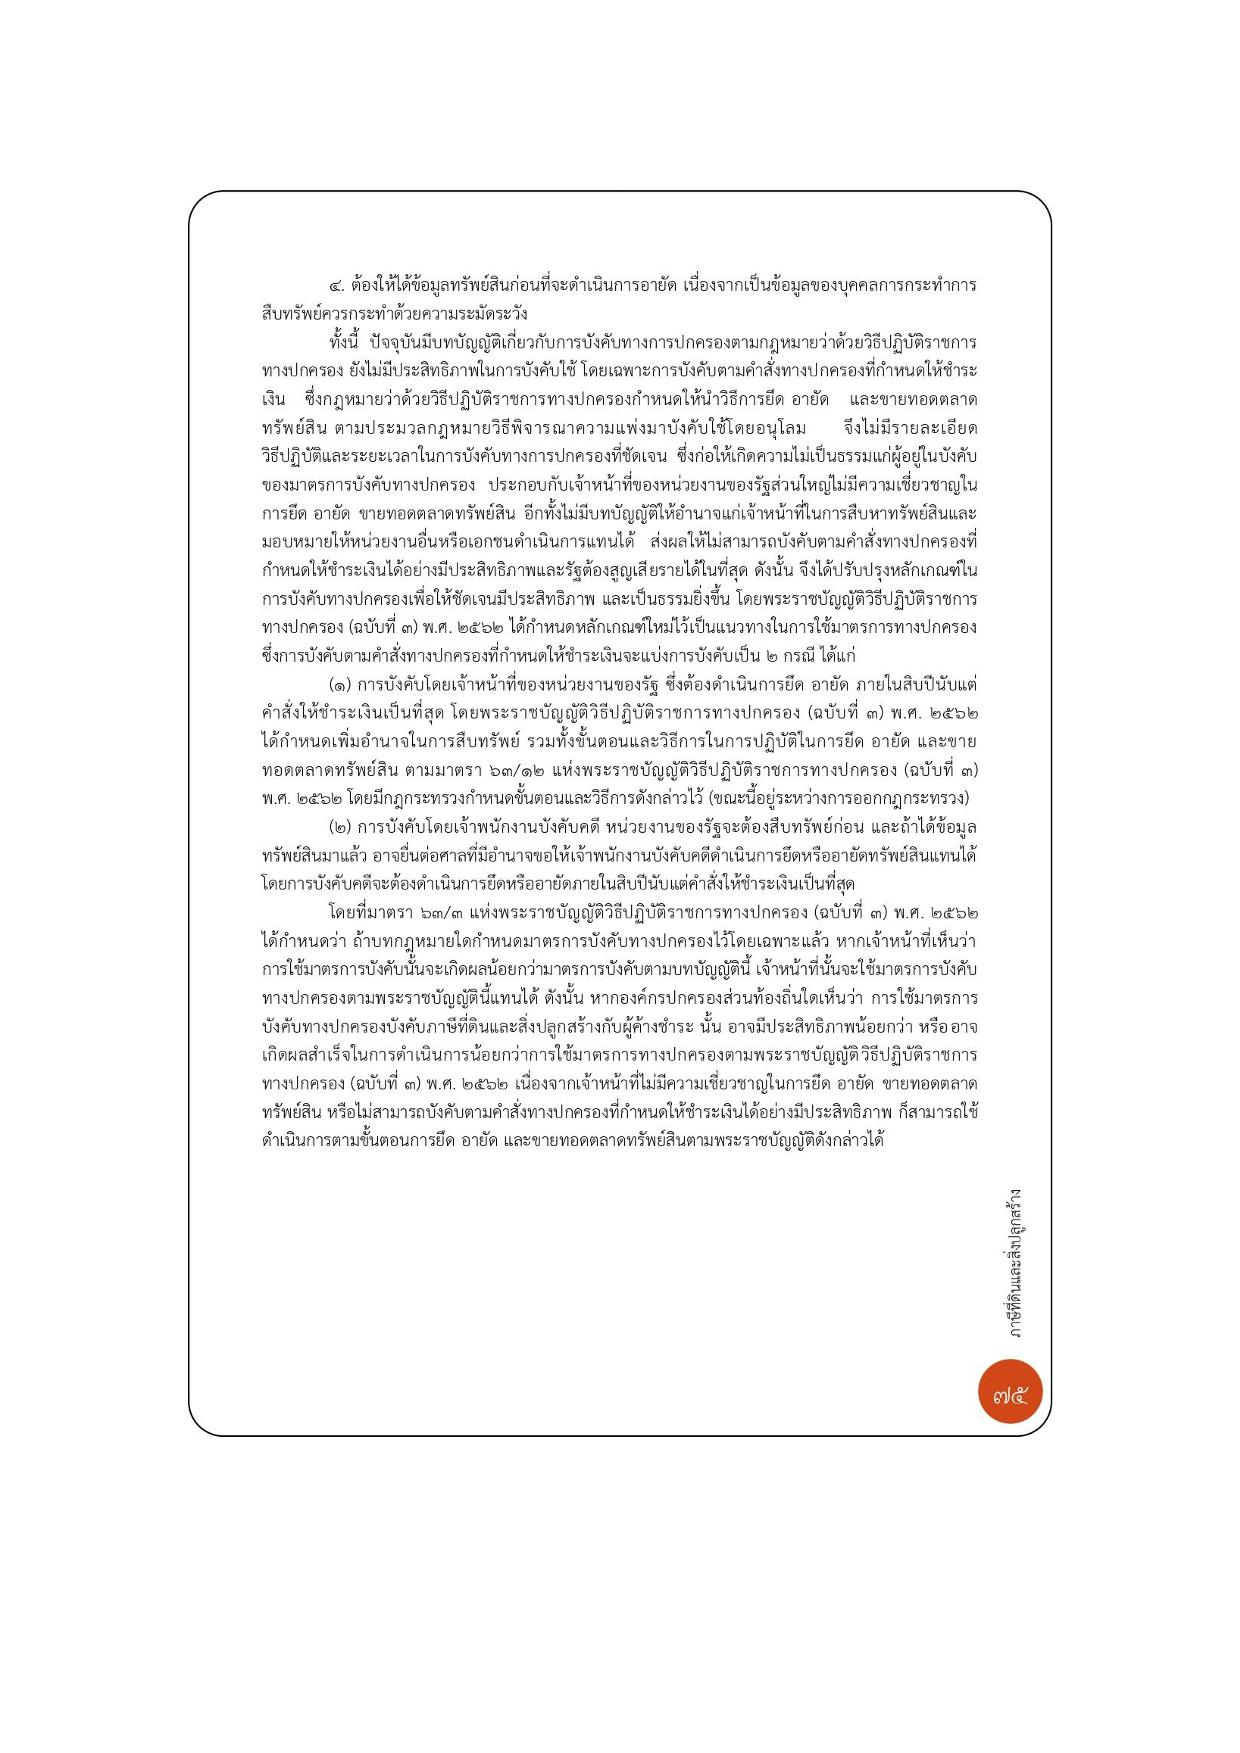 ๔. ต้องให้ได้ข้อมูลทรัพย์สินก่อนที่จะดำเนินการอายัด เนื่องจากเป็นข้อมูลของบุคคลการกระทำการ
สืบทรัพย์ควรกระทำด้วยความระมัดระวัง
ทั้งนี้ ปัจจุบันมีบทบัญญัติเกี่ยวกับการบังคับทางการปกครองตามกฎหมายว่าด้วยวิธีปฏิบัติราชการ
ทางปกครอง ยังไม่มีประสิทธิภาพในการบังคับใช้ โดยเฉพาะการบังคับตามคำสั่งทางปกครองที่กำหนดให้ชำระ
เงิน ซึ่งกฎหมายว่าด้วยวิธีปฏิบัติราชการทางปกครองกำหนดให้นำวิธีการยึด อายัด และขายทอดตลาด
ทรัพย์สิน ตามประมวลกฎหมายวิธีพิจารณาความแพ่งมาบังคับใช้โดยอนุโลม จึงไม่มีรายละเอียด
วิธีปฏิบัติและระยะเวลาในการบังคับทางการปกครองที่ชัดเจน ซึ่งก่อให้เกิดความไม่เป็นธรรมแก่ผู้อยู่ในบังคับ
ของมาตรการบังคับทางปกครอง ประกอบกับเจ้าหน้าที่ของหน่วยงานของรัฐส่วนใหญ่ไม่มีความเชี่ยวชาญใน
การยึด อายัด ขายทอดตลาดทรัพย์สิน อีกทั้งไม่มีบทบัญญัติให้อำนาจแก่เจ้าหน้าที่ในการสืบหาทรัพย์สินและ
มอบหมายให้หน่วยงานอื่นหรือเอกชนดำเนินการแทนได้ ส่งผลให้ไม่สามารถบังคับตามคำสั่งทางปกครองที่
กำหนดให้ชำระเงินได้อย่างมีประสิทธิภาพและรัฐต้องสูญเสียรายได้ในที่สุด ดังนั้น จึงได้ปรับปรุงหลักเกณฑ์ใน
การบังคับทางปกครองเพื่อให้ชัดเจนมีประสิทธิภาพ และเป็นธรรมยิ่งขึ้น โดยพระราชบัญญัติวิธีปฏิบัติราชการ
ทางปกครอง (ฉบับที่ ๓) พ.ศ. ๒๕๖๒ ได้กำหนดหลักเกณฑ์ใหม่ไว้เป็นแนวทางในการใช้มาตรการทางปกครอง
ซึ่งการบังคับตามคำสั่งทางปกครองที่กำหนดให้ชำระเงินจะแบ่งการบังคับเป็น ๒ กรณี ได้แก่
(๑) การบังคับโดยเจ้าหน้าที่ของหน่วยงานของรัฐ ซึ่งต้องดำเนินการยึด อายัด ภายในสิบปีนับแต่
คำสั่งให้ชำระเงินเป็นที่สุด โดยพระราชบัญญัติวิธีปฏิบัติราชการทางปกครอง (ฉบับที่ ๓) พ.ศ. ๒๕๖๒
ได้กำหนดเพิ่มอำนาจในการสืบทรัพย์ รวมทั้งขั้นตอนและวิธีการในการปฏิบัติในการยึด อายัด และขาย
ทอดตลาดทรัพย์สิน ตามมาตรา ๖๓/๑๒ แห่งพระราชบัญญัติวิธีปฏิบัติราชการทางปกครอง (ฉบับที่ ๓)
พ.ศ. ๒๕๖๒ โดยมีกฎกระทรวงกำหนดขั้นตอนและวิธีการดังกล่าวไว้ (ขณะนี้อยู่ระหว่างการออกกฎกระทรวง)
(๒) การบังคับโดยเจ้าพนักงานบังคับคดี หน่วยงานของรัฐจะต้องสืบทรัพย์ก่อน และถ้าได้ข้อมูล
ทรัพย์สินมาแล้ว อาจยื่นต่อศาลที่มีอำนาจขอให้เจ้าพนักงานบังคับคดีดำเนินการยึดหรืออายัดทรัพย์สินแทนได้
โดยการบังคับคดีจะต้องดำเนินการยึดหรืออายัดภายในสิบปีนับแต่คำสั่งให้ชำระเงินเป็นที่สุด
โดยที่มาตรา ๖๓/๓ แห่งพระราชบัญญัติวิธีปฏิบัติราชการทางปกครอง (ฉบับที่ ๓) พ.ศ. ๒๕๖๒
ได้กำหนดว่า ถ้าบทกฎหมายใดกำหนดมาตรการบังคับทางปกครองไว้โดยเฉพาะแล้ว หากเจ้าหน้าที่เห็นว่า
การใช้มาตรการบังคับนั้นจะเกิดผลน้อยกว่ามาตรการบังคับตามบทบัญญัตินี้ เจ้าหน้าที่นั้นจะใช้มาตรการบังคับ
ทางปกครองตามพระราชบัญญัตินี้แทนได้ ดังนั้น หากองค์กรปกครองส่วนท้องถิ่นใดเห็นว่า การใช้มาตรการ
บังคับทางปกครองบังคับภาษีที่ดินและสิ่งปลูกสร้างกับผู้ค้างชำระ นั้น อาจมีประสิทธิภาพน้อยกว่า หรืออาจ
เกิดผลสำเร็จในการดำเนินการน้อยกว่าการใช้มาตรการทางปกครองตามพระราชบัญญัติวิธีปฏิบัติราชการ
ทางปกครอง (ฉบับที่ ๓) พ.ศ. ๒๕๖๒ เนื่องจากเจ้าหน้าที่ไม่มีความเชี่ยวชาญในการยึด อายัด ขายทอดตลาด
ทรัพย์สิน หรือไม่สามารถบังคับตามคำสั่งทางปกครองที่กำหนดให้ชำระเงินได้อย่างมีประสิทธิภาพ ก็สามารถใช้
ดำเนินการตามขั้นตอนการยึด อายัด และขายทอดตลาดทรัพย์สินตามพระราชบัญญัติดังกล่าวได้
ภาษีที่ดินและสิ่งปลูกสร้าง
๗๕